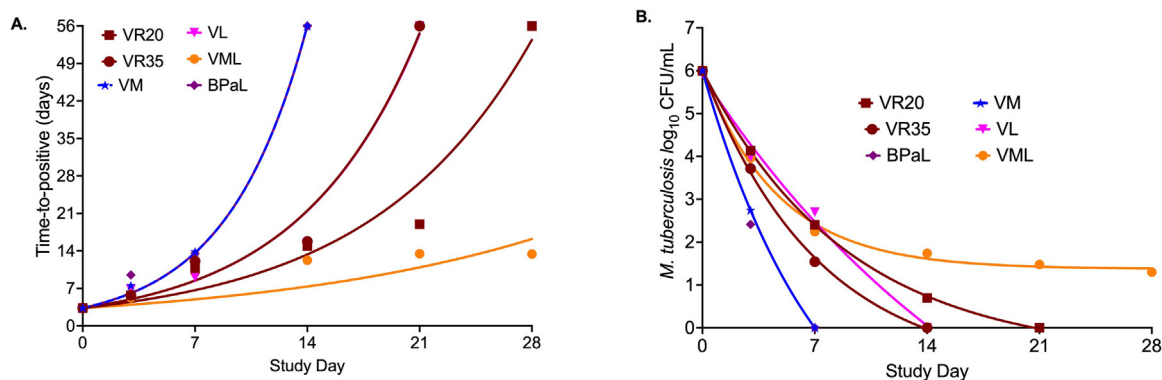 A.
Time-to-positive (days)
56
49
42
35
28
21
14
7
0
VR20
VL
VR35
VML
VM
BPaL
0
7
14
21
28
Study Day
B.
M. tuberculosis log10 CFU/mL
7
6
5
4
3
2
1
0
VR20
VM
VR35
VL
BPaL
VML
0
7
14
21
28
Study Day